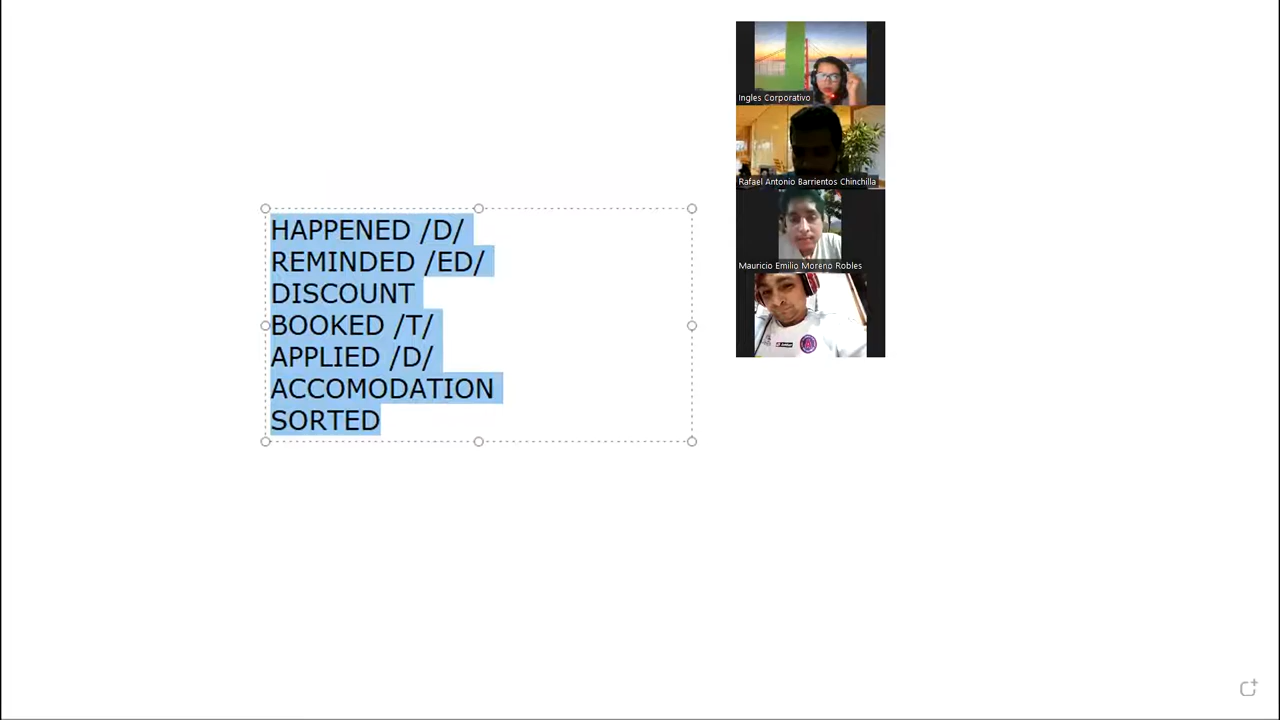 HAPPENED /D/
REMINDED /ED/
DISCOUNT
BOOKED /T/
APPLIED /D/
ACCOMODATION
SORTED
Ingles Corporativo
Rafael Antonio Barrientos Chinchilla
Mauricio Emilio Moreno Robles